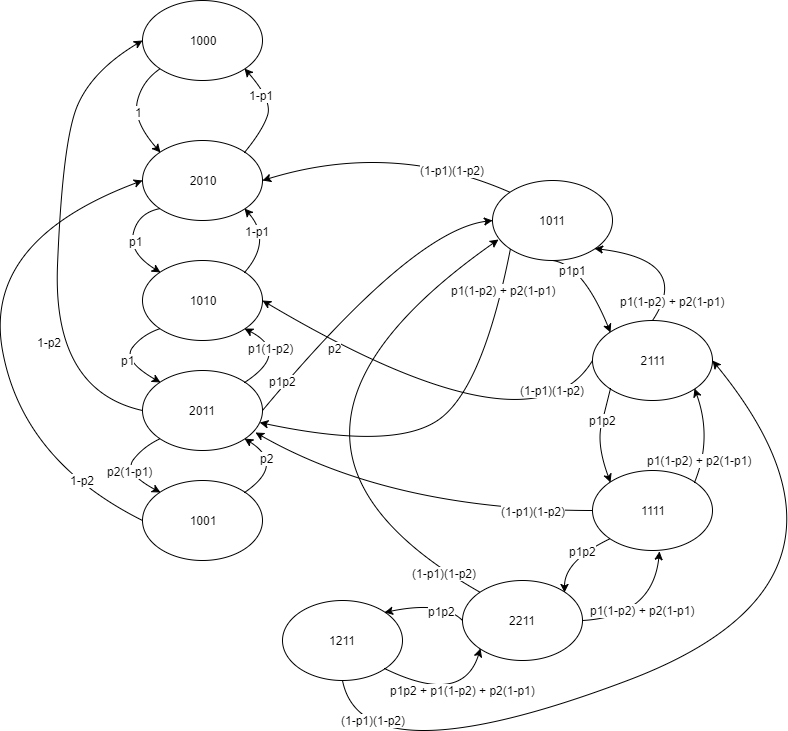 1000
1
1-p1
2010
(1-p1)(1-p2)
1011
p1
1-p1
p1p1
p1(1-p2) + p2(1-p1)
p1(1-p2) + p2(1-p1)
1010
1-p2
p1
p1(1-p2)
p2
2111
p1p2
(1-p1)(1-p2)
2011
p1p2
p2(1-p1)
p2
1-p2
p1(1-p2) + p2(1-p1)
1001
(1-p1)(1-p2)
1111
p1p2
(1-p1)(1-p2)
p1p2
p1(1-p2) + p2(1-p1)
2211
1211
p1p2 + p1(1-p2) + p2(1-p1)
(1-p1)(1-p2)